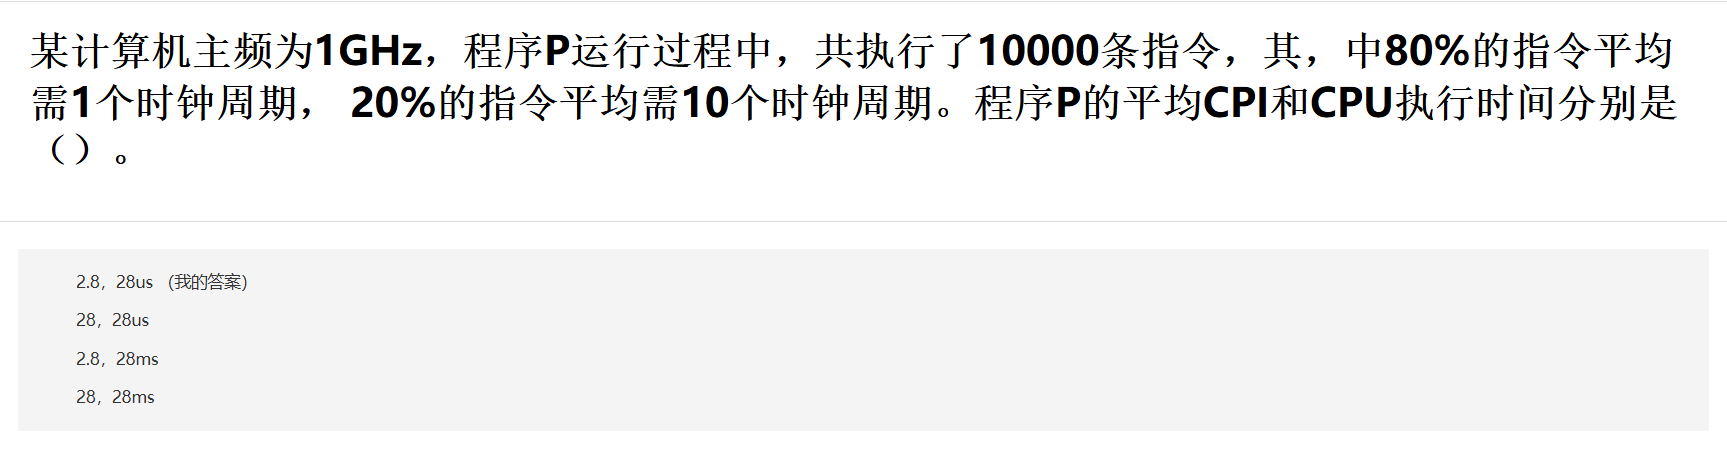 某计算机主频为1GHz，程序P运行过程中，共执行了10000条指令，其，中80%的指令平均
需1个时钟周期， 20%的指令平均需10个时钟周期。程序P的平均CPI和CPU执行时间分别是
（）。
2.8，28us （我的答案）
28，28us
2.8，28ms
28，28ms